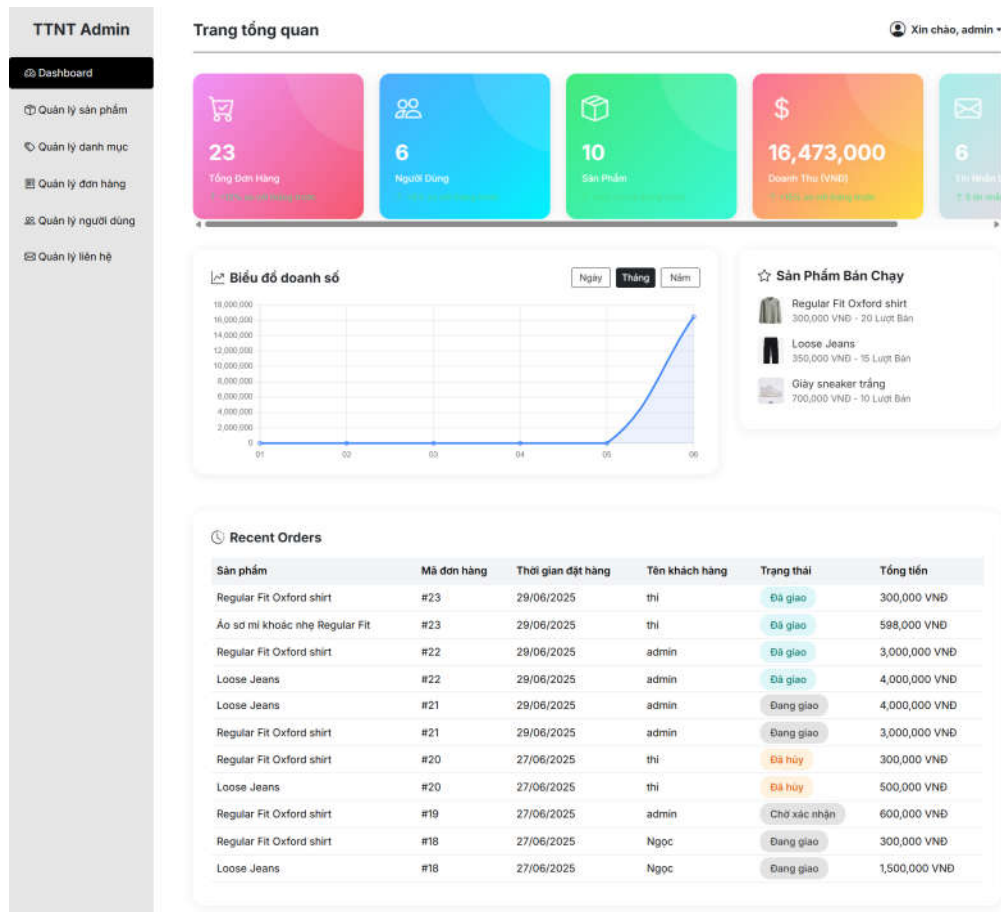 TTNT Admin
Dashboard
Quản lý sản phẩm
Quản lý danh mục
Quản lý đơn hàng
Quản lý người dùng
Quản lý liên hệ
Trang tổng quan
Xin chào, admin
23
Tổng Đơn Hàng
6
Người Dùng
10
Sản Phẩm
16,473,000
Doanh Thu (VNĐ)
6
Biểu đồ doanh số
Ngày Tháng Năm
18,000,000
16,000,000
14,000,000
12,000,000
10,000,000
8,000,000
6,000,000
4,000,000
2,000,000
0
01 02 03 04 05 06
Sản Phẩm Bán Chạy
Regular Fit Oxford shirt
300,000 VNĐ - 20 Lượt Bán
Loose Jeans
350,000 VNĐ - 15 Lượt Bán
Giày sneaker trắng
700,000 VNĐ - 10 Lượt Bán
Recent Orders
Sản phẩm Mã đơn hàng Thời gian đặt hàng Tên khách hàng Trạng thái Tổng tiền
Regular Fit Oxford shirt #23 29/06/2025 thi Đã giao 300,000 VNĐ
Áo sơ mi khoác nhẹ Regular Fit #23 29/06/2025 thi Đã giao 598,000 VNĐ
Regular Fit Oxford shirt #22 29/06/2025 admin Đã giao 3,000,000 VNĐ
Loose Jeans #22 29/06/2025 admin Đã giao 4,000,000 VNĐ
Loose Jeans #21 29/06/2025 admin Đang giao 4,000,000 VNĐ
Regular Fit Oxford shirt #21 29/06/2025 admin Đang giao 3,000,000 VNĐ
Regular Fit Oxford shirt #20 27/06/2025 thi Đã hủy 300,000 VNĐ
Loose Jeans #20 27/06/2025 thi Đã hủy 500,000 VNĐ
Regular Fit Oxford shirt #19 27/06/2025 admin Chờ xác nhận 600,000 VNĐ
Regular Fit Oxford shirt #18 27/06/2025 Ngọc Đang giao 300,000 VNĐ
Loose Jeans #18 27/06/2025 Ngọc Đang giao 1,500,000 VNĐ